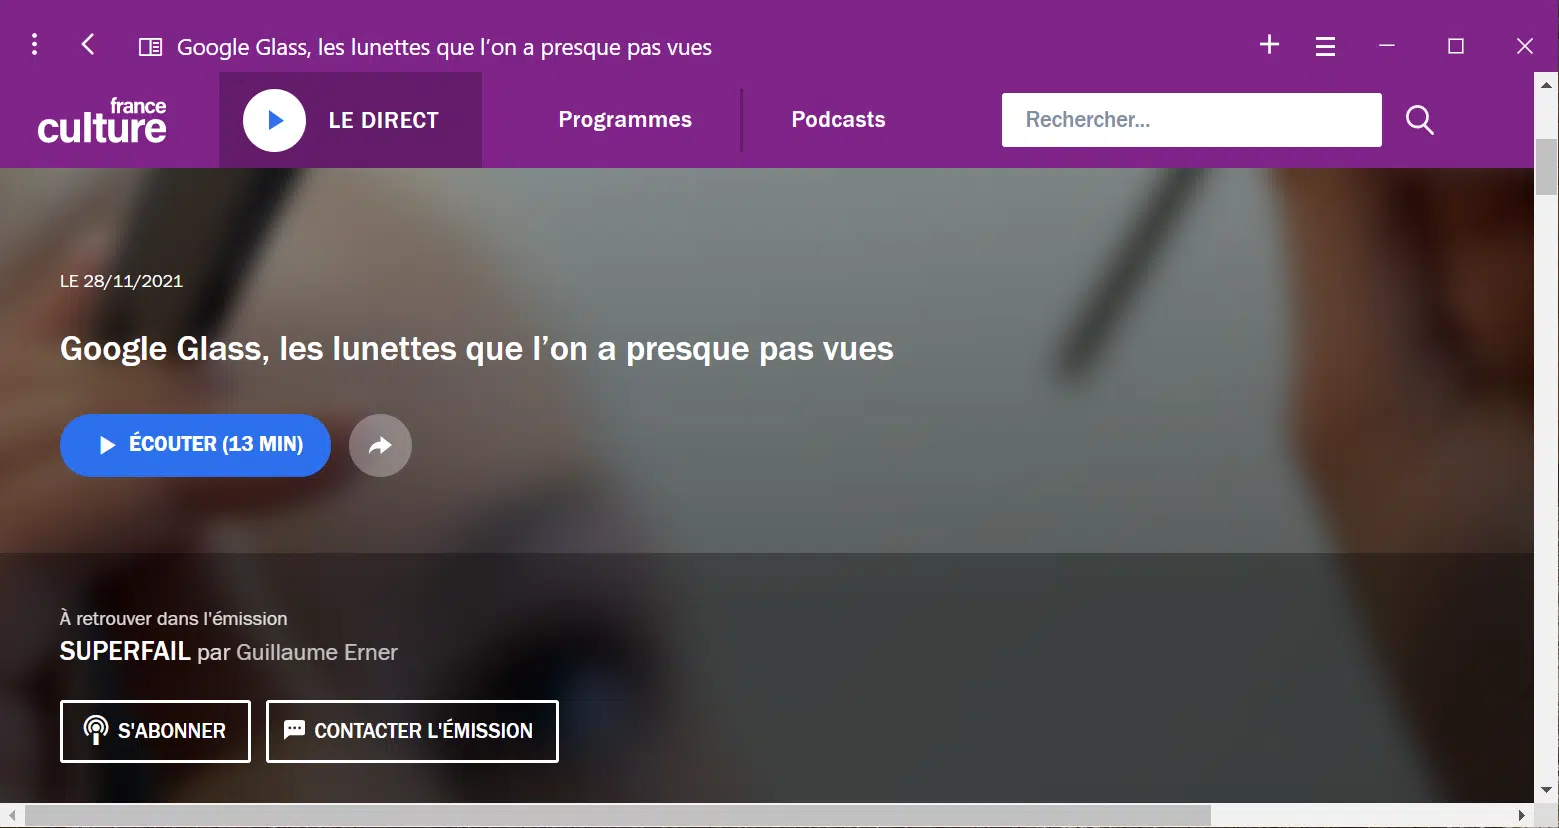 Google Glass, les lunettes que l’on a presque pas vues
france
culture
LE DIRECT
Programmes
Podcasts
Rechercher...
LE 28/11/2021
Google Glass, les lunettes que l’on a presque pas vues
ÉCOUTER (13 MIN)
À retrouver dans l'émission
SUPERFAIL par Guillaume Erner
S'ABONNER
CONTACTER L'ÉMISSION